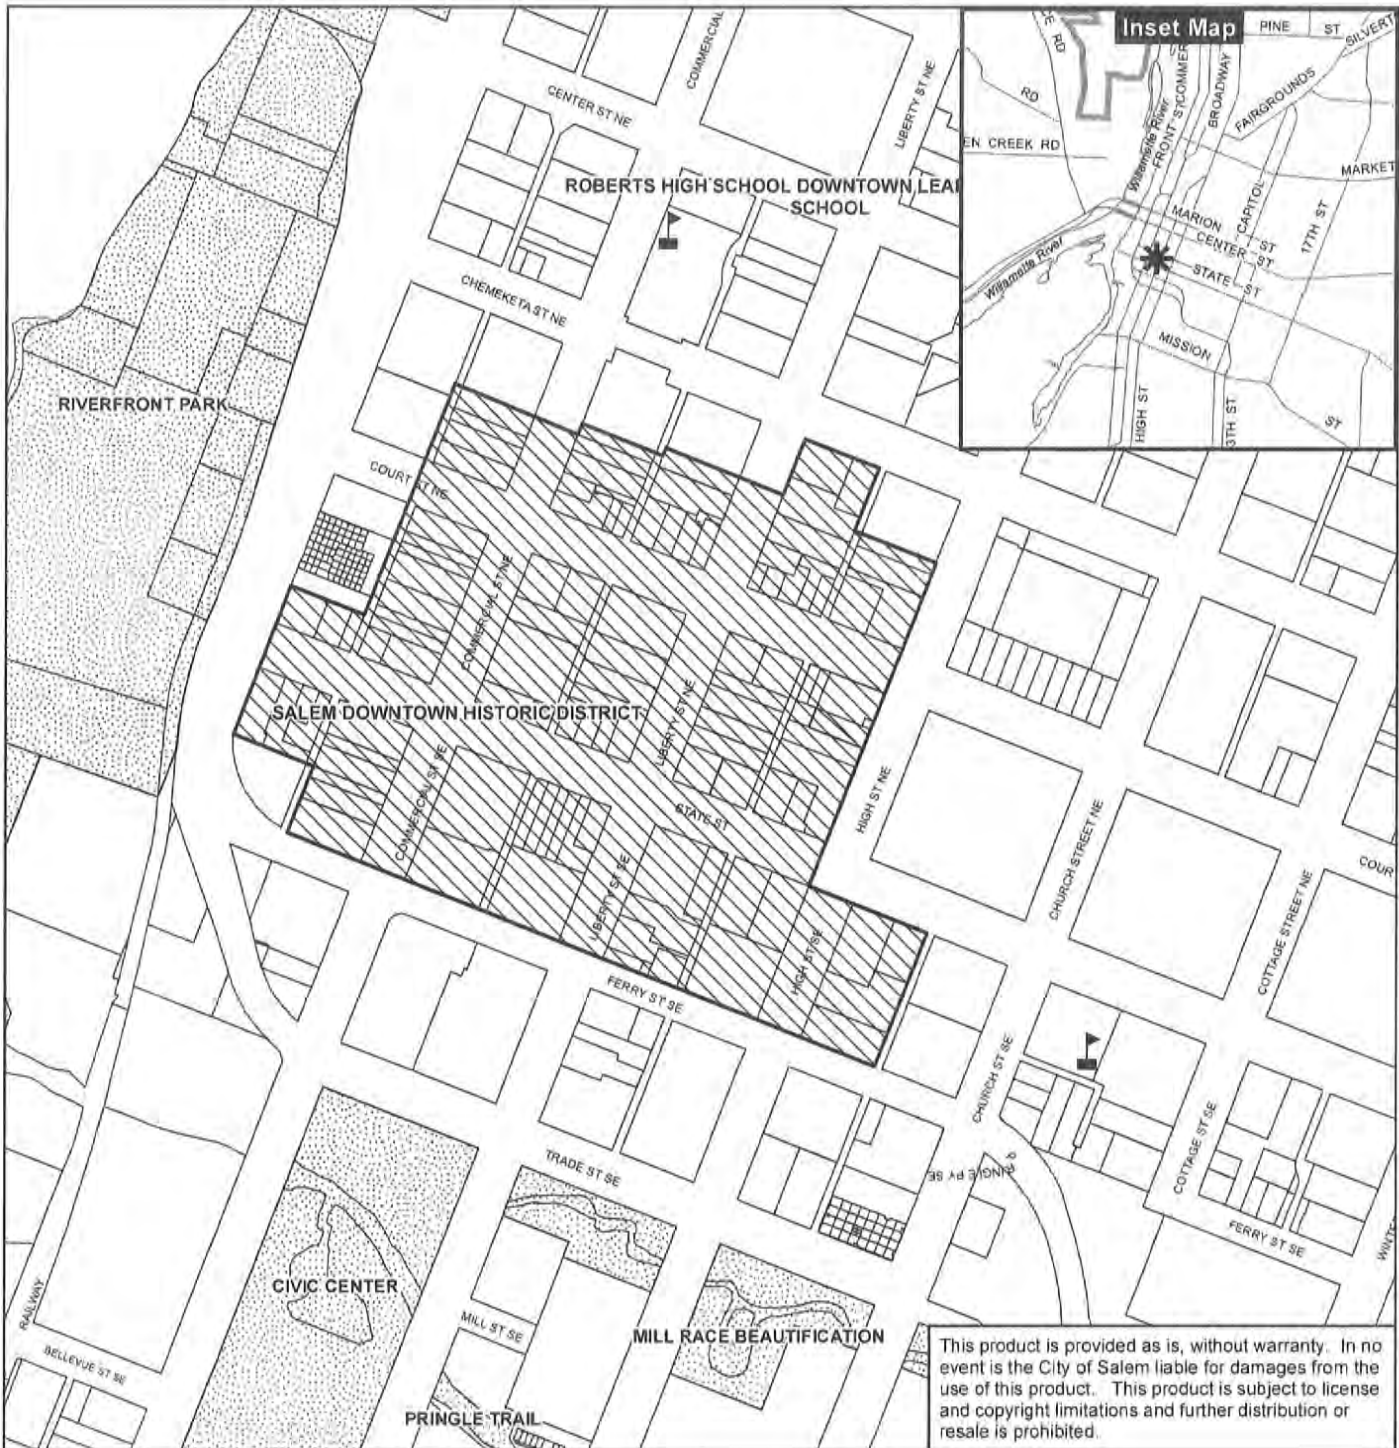 COMMERCIAL
CENTER ST NE
LIBERTY ST NE
ROBERTS HIGH SCHOOL DOWNTOWN LEA
SCHOOL
CHEMEKETA ST NE
RIVERFRONT PARK
COURT ST NE
COMMERCIAL ST NE
SALEM DOWNTOWN HISTORIC DISTRICT
LIBERTY ST NE
COMMERCIAL ST SE
STATE ST
HIGH ST NE
CHURCH STREET NE
COUR
COTTAGE STREET NE
LIBERTY ST SE
HIGH ST SE
FERRY ST SE
CHURCH ST SE
TRADE ST SE
RINGLE PY SE
COTTAGE ST SE
FERRY ST SE
WINT
CIVIC CENTER
RAILWAY
MILL ST SE
MILL RACE BEAUTIFICATION
BELLEVUE ST SE
PRINGLE TRAIL
Inset Map
CE RD
PINE ST
SILVERT
RD
Willamette River
FRONT ST
COMMER
BROADWAY
FAIRGROUNDS
EN CREEK RD
MARKET
CAPITOL
17TH ST
MARION ST
CENTER ST
STATE ST
Willamette River
MISSION
ST
HIGH ST
3TH ST
This product is provided as is, without warranty. In no
event is the City of Salem liable for damages from the
use of this product. This product is subject to license
and copyright limitations and further distribution or
resale is prohibited.